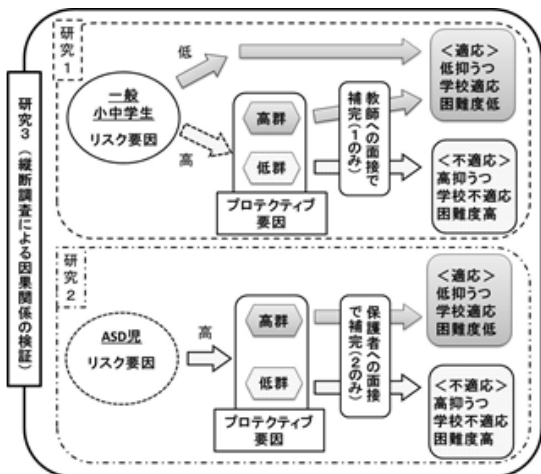 研究3（縦断調査による因果関係の検証）
研究
1
一般
小中学生
リスク要因
低
高
高群
低群
プロテクティブ
要因
教師への面接で
補完(1のみ)
＜適応＞
低抑うつ
学校適応
困難度低
＜不適応＞
高抑うつ
学校不適応
困難度高
研究
2
ASD児
リスク要因
高
高群
低群
プロテクティブ
要因
保護者への面接
で補完(2のみ)
＜適応＞
低抑うつ
学校適応
困難度低
＜不適応＞
高抑うつ
学校不適応
困難度高